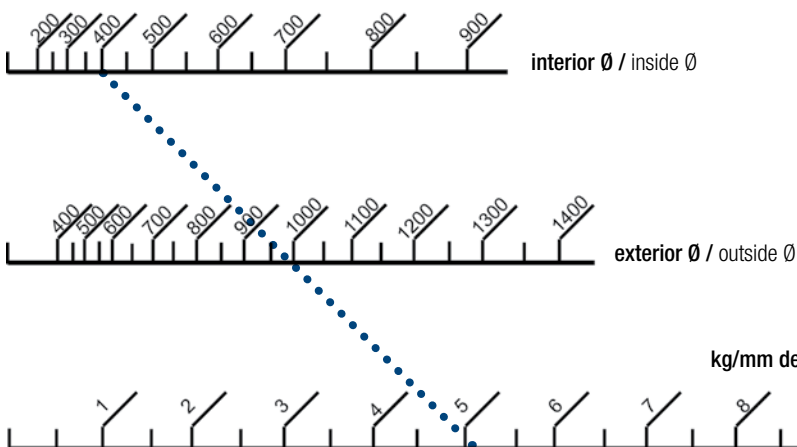 200 300 400 500 600 700 800 900
interior Ø / inside Ø
400 500 600 700 800 900 1000 1100 1200 1300 1400
exterior Ø / outside Ø
kg/mm de
1 2 3 4 5 6 7 8